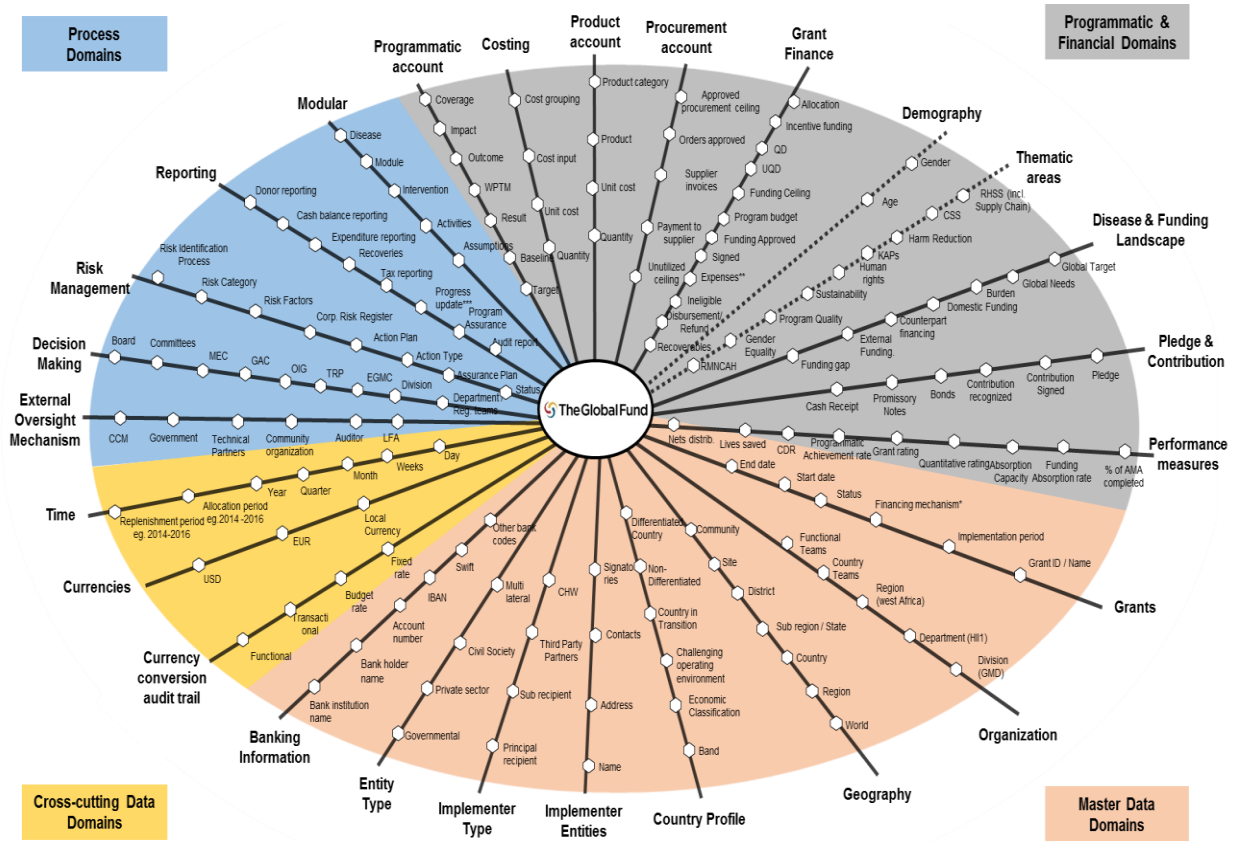 Process
Domains
Programmatic &
Financial Domains
Cross-cutting Data
Domains
Master Data
Domains
TheGlobalFund
Programmatic
account
Coverage
Impact
Outcome
WPTM
Result
Baseline
Target
Costing
Cost grouping
Cost input
Unit cost
Quantity
Product
account
Product category
Product
Unit cost
Quantity
Procurement
account
Approved
procurement ceiling
Orders approved
Supplier
invoices
Payment to
supplier
Unutilized
ceiling
Grant
Finance
Allocation
Incentive funding
QD
UQD
Funding Ceiling
Program budget
Funding Approved
Signed
Expenses**
Ineligible
Disbursement/
Refund
Recoverables
Demography
Gender
Age
Thematic
areas
RHSS (incl.
Supply Chain)
CSS
Harm Reduction
KAPs
Human
rights
Sustainability
Program Quality
Gender
Equality
RMNCAH
Disease & Funding
Landscape
Global Target
Global Needs
Burden
Domestic Funding
Counterpart
financing
External
Funding.
Funding gap
Pledge &
Contribution
Pledge
Contribution
Signed
Contribution
recognized
Bonds
Promissory
Notes
Cash Receipt
Performance
measures
% of AMA
completed
Funding
Absorption rate
Absorption
Capacity
Quantitative rating
Grant rating
Programmatic
Achievement rate
CDR
Lives saved
Nets distrib.
Grants
Grant ID / Name
Implementation period
Financing mechanism*
Status
Start date
End date
Organization
Division
(GMD)
Department (HI1)
Region
(west Africa)
Country
Teams
Functional
Teams
Geography
World
Region
Country
Sub region / State
District
Site
Community
Country Profile
Band
Economic
Classification
Challenging
operating
environment
Country in
Transition
Non-
Differentiated
Differentiated
Country
Implementer
Entities
Name
Address
Contacts
Signato
ries
Implementer
Type
Principal
recipient
Sub recipient
Third Party
Partners
CHW
Entity
Type
Governmental
Private sector
Civil Society
Multi
lateral
Banking
Information
Bank institution
name
Bank holder
name
Account
number
IBAN
Swift
Other bank
codes
Currency
conversion
audit trail
Functional
Transacti
onal
Budget
rate
Fixed
rate
Currencies
USD
EUR
Local
Currency
Time
Replenishment period
eg. 2014-2016
Allocation period
eg.2014 -2016
Year
Quarter
Month
Weeks
Day
External
Oversight
Mechanism
CCM
Government
Technical
Partners
Community
organization
Auditor
LFA
Decision
Making
Board
Committees
MEC
GAC
OIG
TRP
EGMC
Division
Department /
Reg. teams
Risk
Management
Risk Identification
Process
Risk Category
Risk Factors
Corp. Risk Register
Action Plan
Action Type
Assurance Plan
Status
Reporting
Donor reporting
Cash balance reporting
Expenditure reporting
Recoveries
Tax reporting
Progress
update***
Program
Assurance
Audit report
Modular
Disease
Module
Intervention
Activities
Assumptions